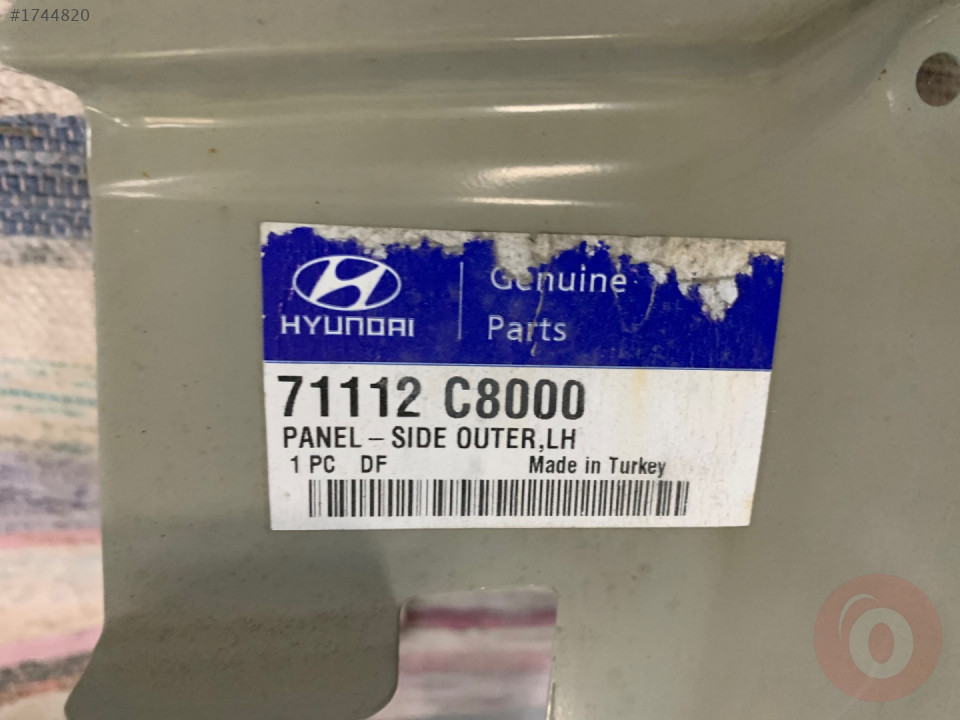 #1744820
HYUNDAI
Genuine
Parts
71112 C8000
PANEL - SIDE OUTER,LH
1 PC DF Made in Turkey
O